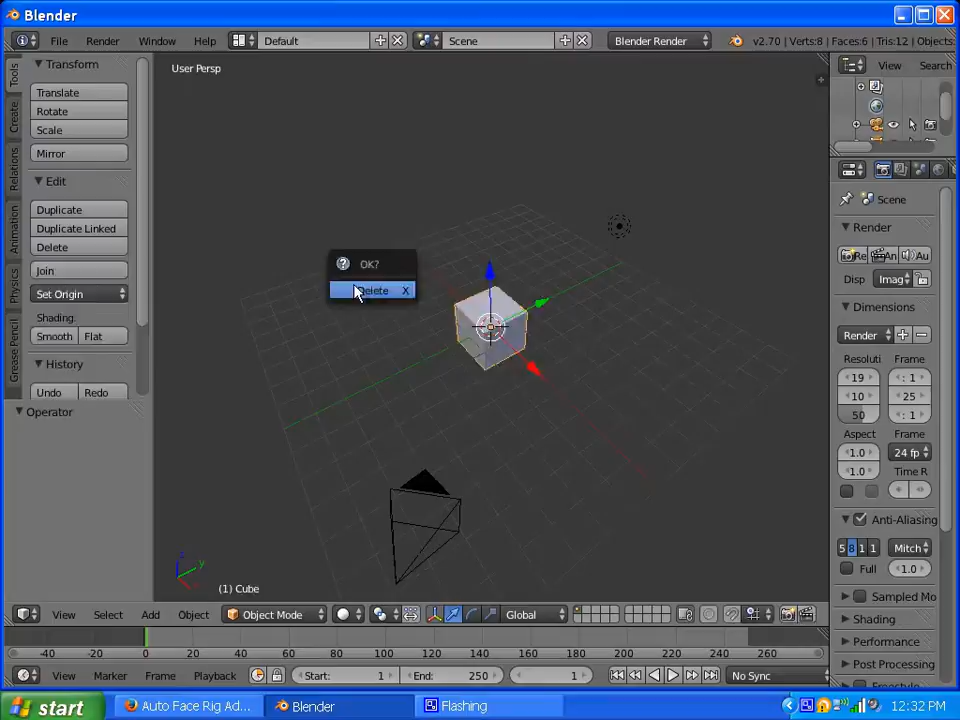 Blender
File Render Window Help Default Scene Blender Render v2.70 | Verts:8 | Faces:6 | Tris:12 | Objects:
Tools
Create
Relations
Animation
Physics
Grease Pencil
Transform
Translate
Rotate
Scale
Mirror
Edit
Duplicate
Duplicate Linked
Delete
Join
Set Origin
Shading:
Smooth Flat
History
Undo Redo
Operator
User Persp
OK?
Delete X
z
y
(1) Cube
View Search
Scene
Render
Re An Au
Disp Imag
Dimensions
Render
Resoluti Frame
19 : 1
10 25
50 : 1
Aspect Frame
1.0 24 fp
1.0 Time R
Anti-Aliasing
5 8 1 1 Mitch
Full 1.0
Sampled Mo
Shading
Performance
Post Processing
View Select Add Object Object Mode Global
-40 -20 0 20 40 60 80 100 120 140 160 180 200 220 240 260
View Marker Frame Playback Start: 1 End: 250 1 No Sync
start Auto Face Rig Ad... Blender Flashing 12:32 PM